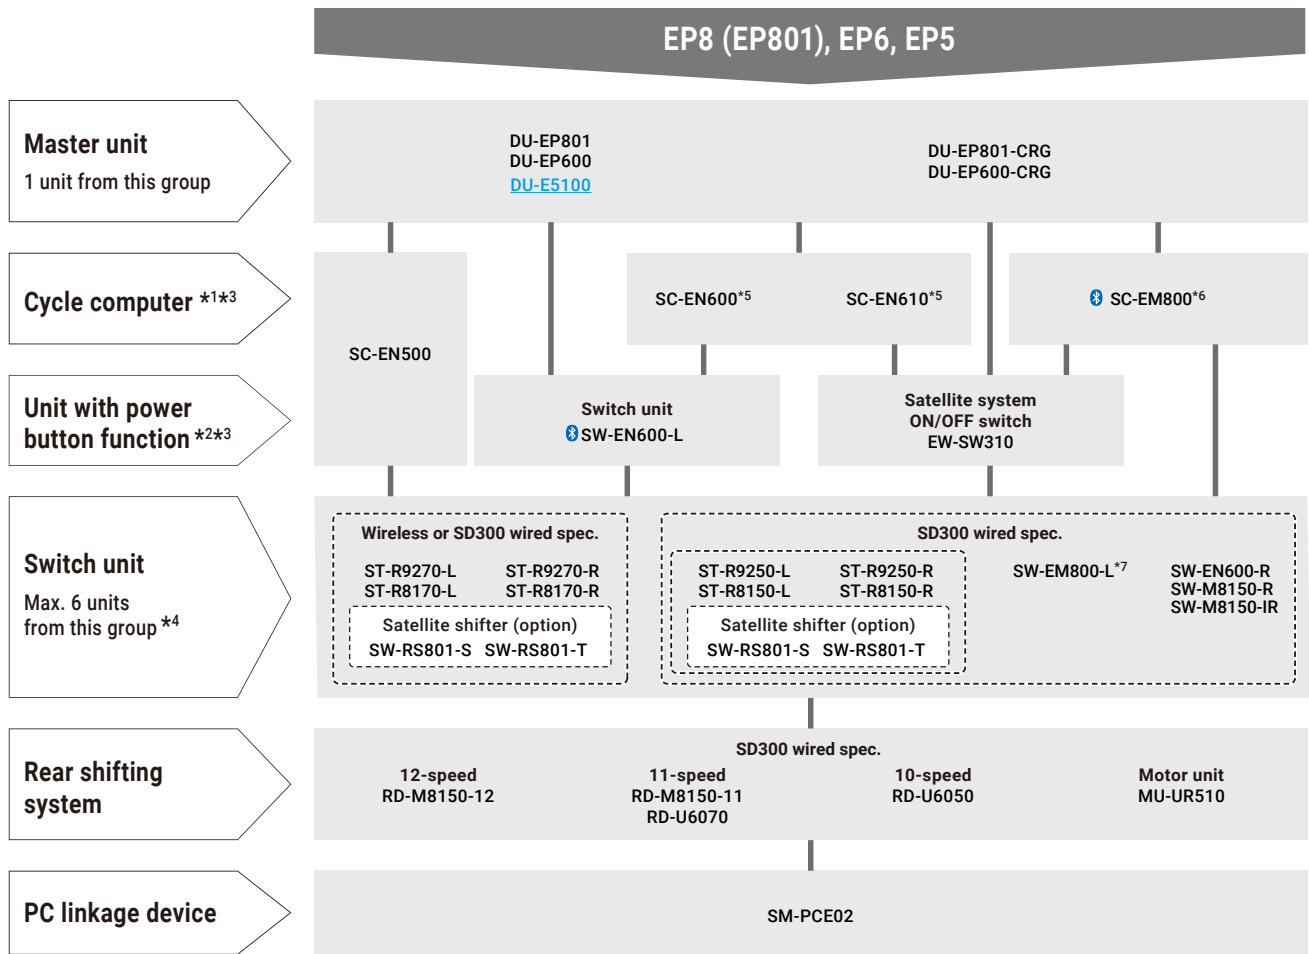 EP8 (EP801), EP6, EP5
Master unit
1 unit from this group
DU-EP801
DU-EP600
DU-E5100
DU-EP801-CRG
DU-EP600-CRG
Cycle computer *1*3
SC-EN500
SC-EN600*5
SC-EN610*5
SC-EM800*6
Unit with power
button function *2*3
Switch unit
SW-EN600-L
Satellite system
ON/OFF switch
EW-SW310
Switch unit
Max. 6 units
from this group *4
Wireless or SD300 wired spec.
ST-R9270-L ST-R9270-R
ST-R8170-L ST-R8170-R
Satellite shifter (option)
SW-RS801-S SW-RS801-T
SD300 wired spec.
ST-R9250-L ST-R9250-R
ST-R8150-L ST-R8150-R
Satellite shifter (option)
SW-RS801-S SW-RS801-T
SW-EM800-L*7
SW-EN600-R
SW-M8150-R
SW-M8150-IR
Rear shifting
system
SD300 wired spec.
12-speed
RD-M8150-12
11-speed
RD-M8150-11
RD-U6070
10-speed
RD-U6050
Motor unit
MU-UR510
PC linkage device
SM-PCE02